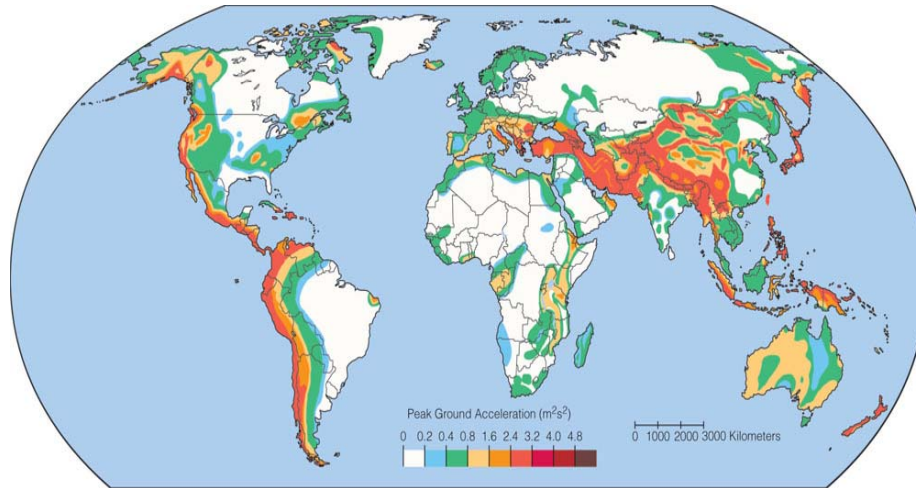 Peak Ground Acceleration (m²s²)
0 0.2 0.4 0.8 1.6 2.4 3.2 4.0 4.8
0 1000 2000 3000 Kilometers